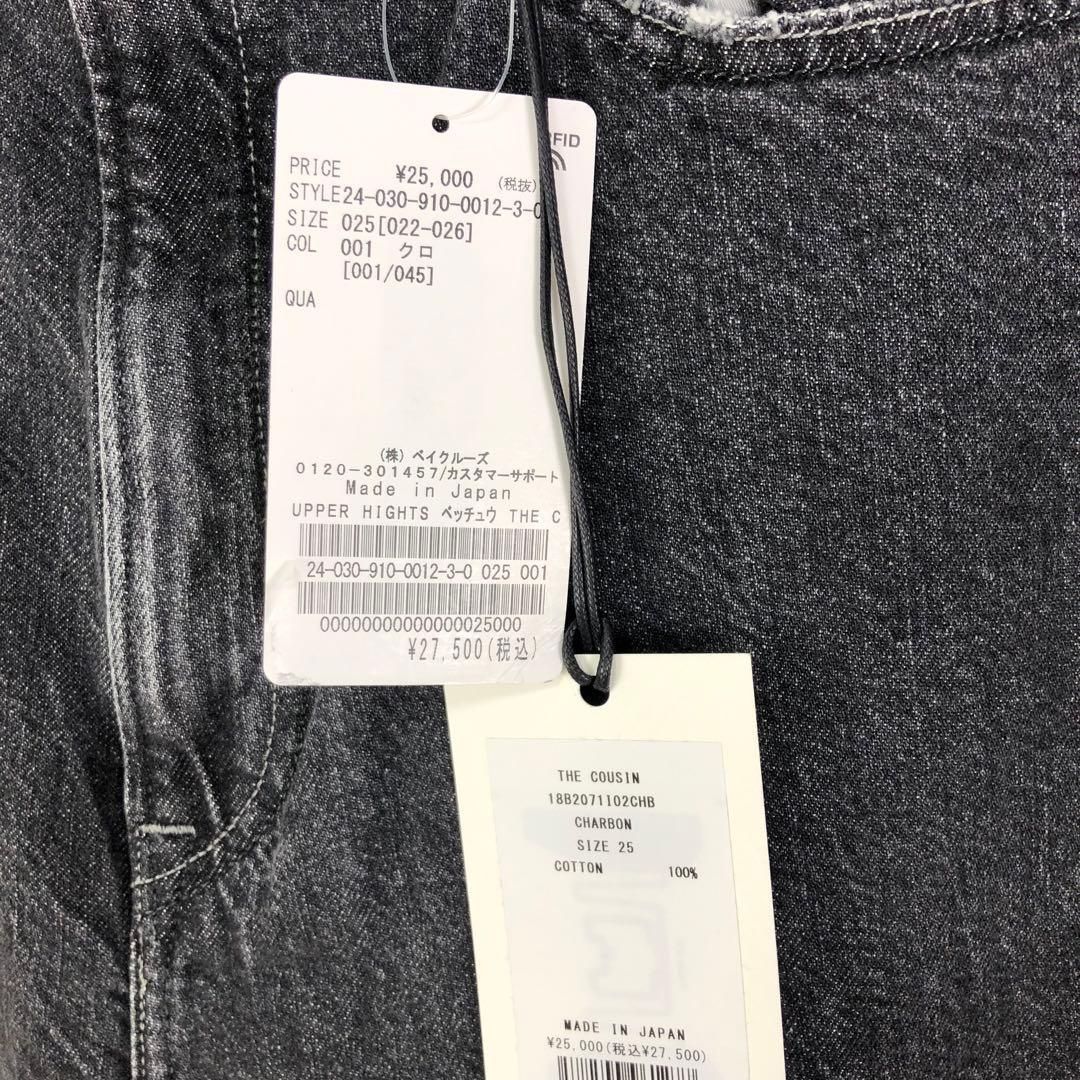 RFID
PRICE ¥25,000 (税抜)
STYLE24-030-910-0012-3-0
SIZE 025[022-026]
COL 001 クロ
[001/045]
QUA
(株) ベイクルーズ
0120-301457/カスタマーサポート
Made in Japan
UPPER HIGHTS ベッチュウ THE C
24-030-910-0012-3-0 025 001
00000000000000025000
¥27,500(税込)
THE COUSIN
18B2071I02CHB
CHARBON
SIZE 25
COTTON 100%
MADE IN JAPAN
¥25,000(税込¥27,500)